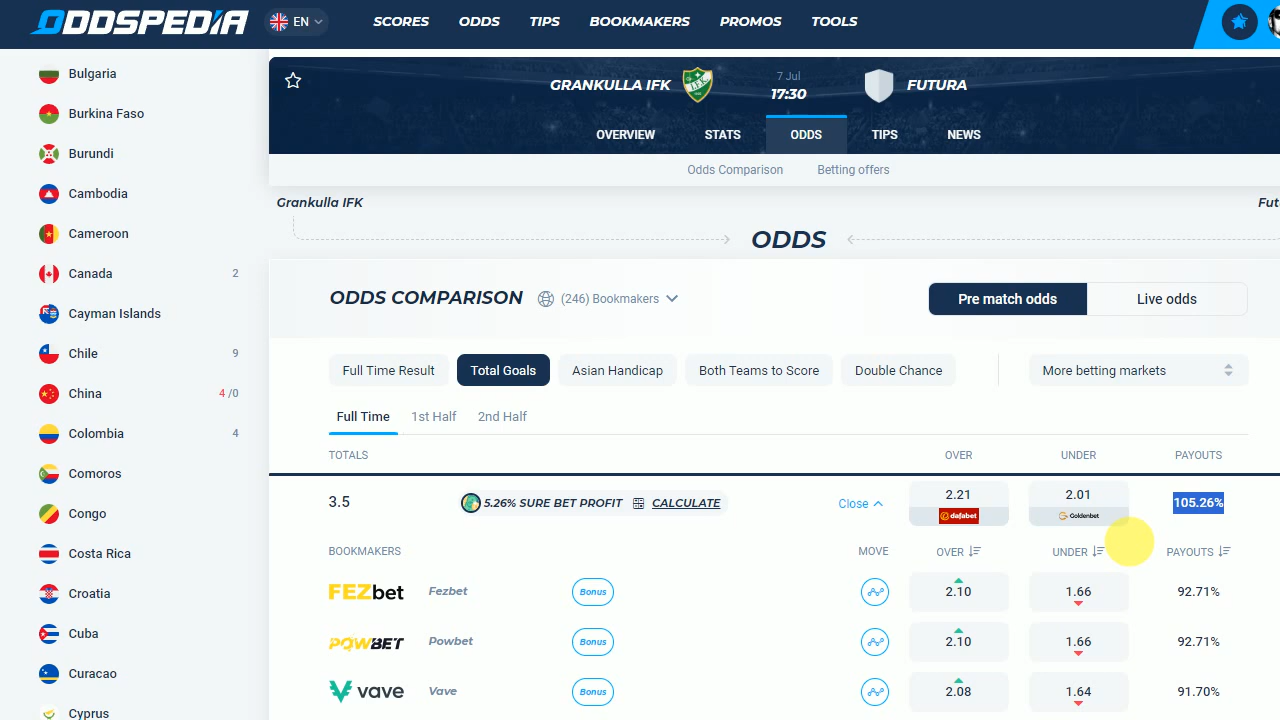 ODDSPEDIA
EN
SCORES
ODDS
TIPS
BOOKMAKERS
PROMOS
TOOLS
Bulgaria
Burkina Faso
Burundi
Cambodia
Cameroon
Canada 2
Cayman Islands
Chile 9
China 4 /0
Colombia 4
Comoros
Congo
Costa Rica
Croatia
Cuba
Curacao
Cyprus
GRANKULLA IFK
7 Jul
17:30
FUTURA
OVERVIEW
STATS
ODDS
TIPS
NEWS
Odds Comparison
Betting offers
Grankulla IFK
Fut
ODDS
ODDS COMPARISON
(246) Bookmakers
Pre match odds
Live odds
Full Time Result
Total Goals
Asian Handicap
Both Teams to Score
Double Chance
More betting markets
Full Time
1st Half
2nd Half
TOTALS OVER UNDER PAYOUTS
3.5
5.26% SURE BET PROFIT
CALCULATE
Close
2.21
dafabet
2.01
Goldenbet
105.26%
BOOKMAKERS MOVE OVER UNDER PAYOUTS
FEZbet Fezbet Bonus 2.10 1.66 92.71%
POWBET Powbet Bonus 2.10 1.66 92.71%
vave Vave Bonus 2.08 1.64 91.70%